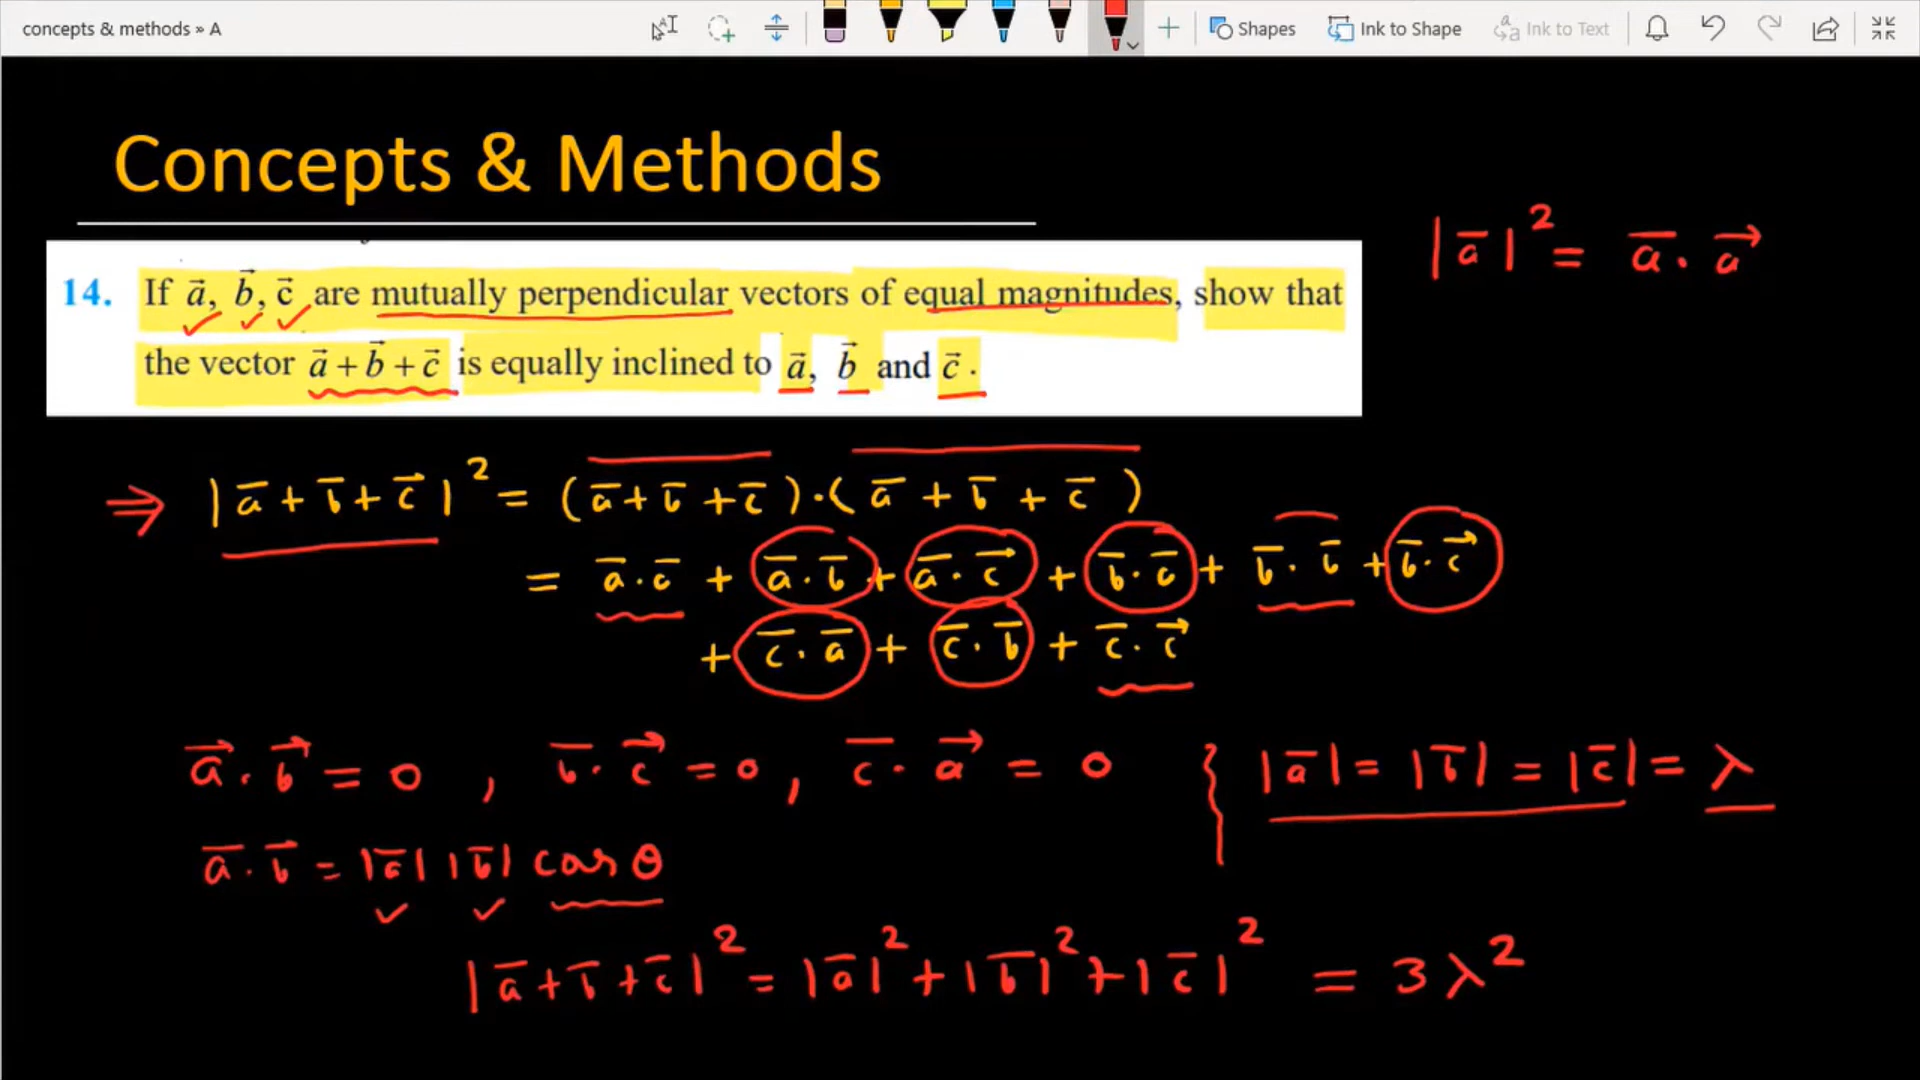 concepts & methods » A
Shapes Ink to Shape Ink to Text
Concepts & Methods
|a̅|² = a̅ · a⃗
14. If a⃗, b⃗, c⃗ are mutually perpendicular vectors of equal magnitudes, show that
the vector a⃗ + b⃗ + c⃗ is equally inclined to a⃗, b⃗ and c⃗ .
⇒ |a̅ + b̅ + c⃗|² = (a̅ + b̅ + c̅) · (a̅ + b̅ + c̅)
= a̅ · a̅ + a̅ · b̅ + a̅ · c⃗ + b̅ · a̅ + b̅ · b̅ + b̅ · c⃗
+ c̅ · a̅ + c̅ · b̅ + c̅ · c⃗
a⃗ · b⃗ = 0 , b̅ · c⃗ = 0 , c̅ · a⃗ = 0 { |a̅| = |b̅| = |c̅| = λ
a̅ · b̅ = |a̅| |b̅| cos θ
|a̅ + b̅ + c̅|² = |a̅|² + |b̅|² + |c̅|² = 3λ²